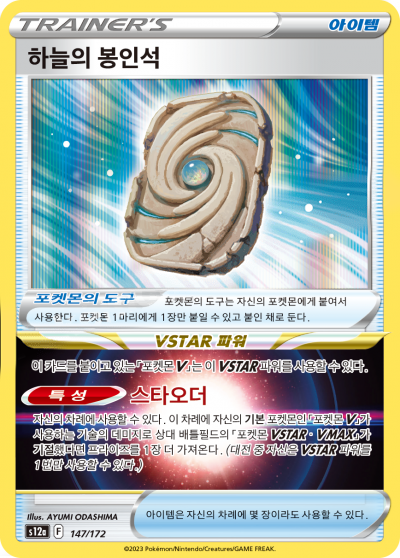 TRAINER'S 아이템
하늘의 봉인석
포켓몬의 도구 포켓몬의 도구는 자신의 포켓몬에게 붙여서
사용한다. 포켓몬 1마리에게 1장만 붙일 수 있고 붙인 채로 둔다.
VSTAR 파워
이 카드를 붙이고 있는 「포켓몬 V」는 이 VSTAR 파워를 사용할 수 있다.
특성 스타오더
자신의 차례에 사용할 수 있다. 이 차례에 자신의 기본 포켓몬인 「포켓몬 V」가
사용하는 기술의 데미지로 상대 배틀필드의 「포켓몬 VSTAR・VMAX」가
기절했다면 프라이즈를 1장 더 가져온다. (대전 중 자신은 VSTAR 파워를
1번만 사용할 수 있다.)
Illus. AYUMI ODASHIMA
s12a F 147/172
아이템은 자신의 차례에 몇 장이라도 사용할 수 있다.
©2023 Pokémon/Nintendo/Creatures/GAME FREAK.